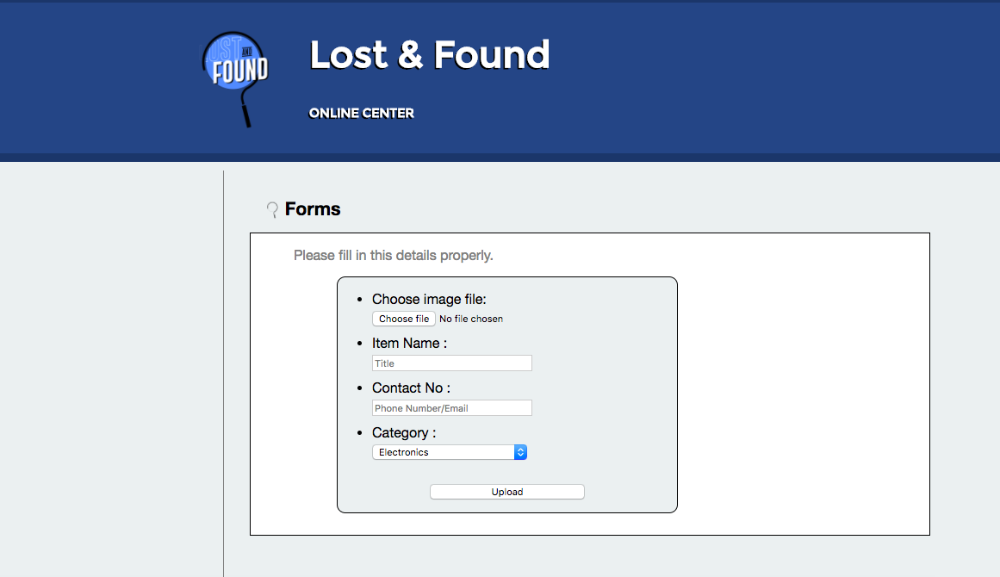 LOST AND FOUND
Lost & Found
ONLINE CENTER
Forms
Please fill in this details properly.
Choose image file:
Choose file No file chosen
Item Name :
Title
Contact No :
Phone Number/Email
Category :
Electronics
Upload